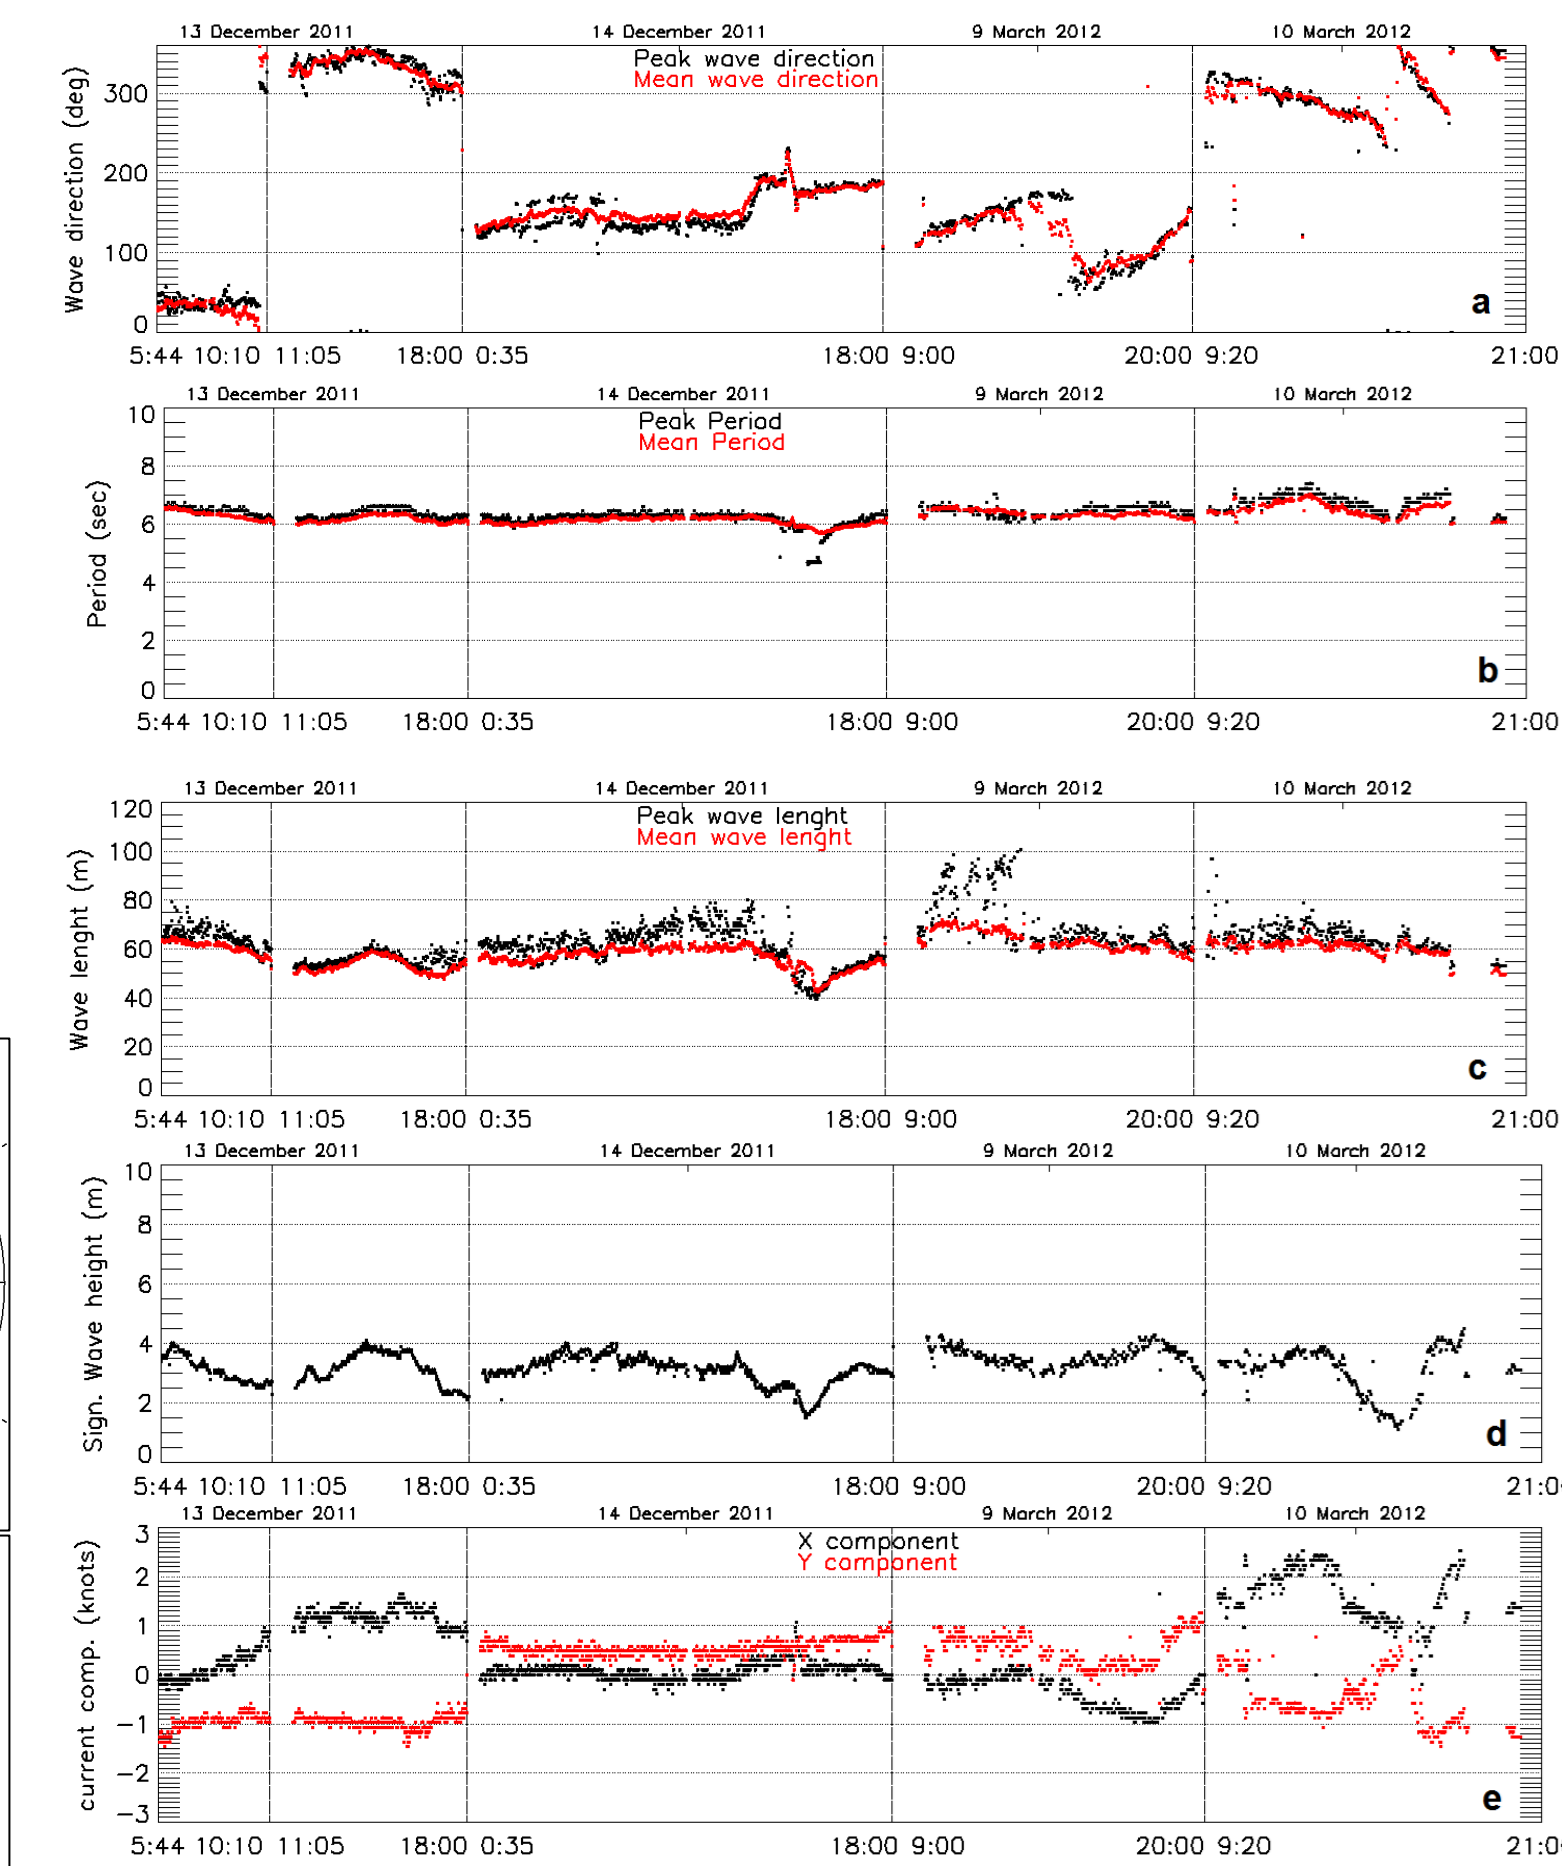 13 December 2011 14 December 2011 9 March 2012 10 March 2012
Peak wave direction
Mean wave direction
Wave direction (deg)
300
200
100
0
a
5:44 10:10 11:05 18:00 0:35 18:00 9:00 20:00 9:20 21:00
13 December 2011 14 December 2011 9 March 2012 10 March 2012
Peak Period
Mean Period
Period (sec)
10
8
6
4
2
0
b
5:44 10:10 11:05 18:00 0:35 18:00 9:00 20:00 9:20 21:00
13 December 2011 14 December 2011 9 March 2012 10 March 2012
Peak wave lenght
Mean wave lenght
Wave lenght (m)
120
100
80
60
40
20
0
c
5:44 10:10 11:05 18:00 0:35 18:00 9:00 20:00 9:20 21:00
13 December 2011 14 December 2011 9 March 2012 10 March 2012
Sign. Wave height (m)
10
8
6
4
2
0
d
5:44 10:10 11:05 18:00 0:35 18:00 9:00 20:00 9:20 21:0
13 December 2011 14 December 2011 9 March 2012 10 March 2012
X component
Y component
current comp. (knots)
3
2
1
0
−1
−2
−3
e
5:44 10:10 11:05 18:00 0:35 18:00 9:00 20:00 9:20 21:0